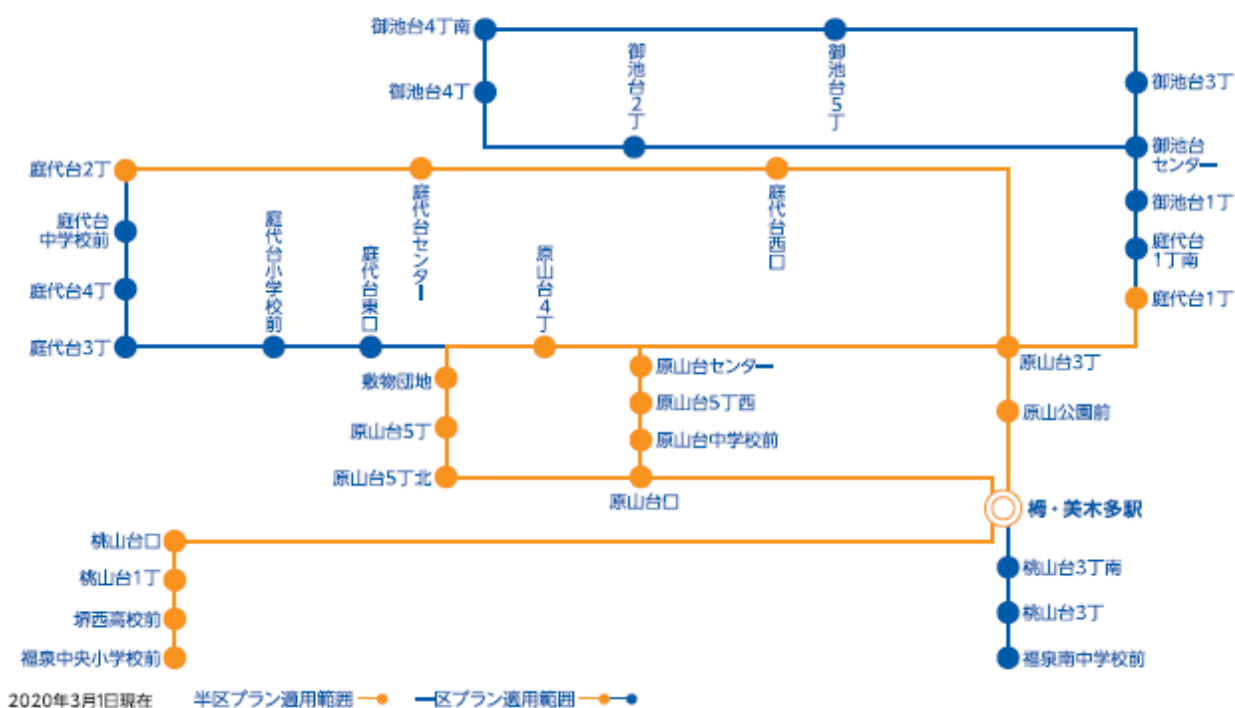 御池台4丁南
御池台2丁
御池台5丁
御池台4丁
御池台3丁
御池台
センター
庭代台2丁
御池台1丁
庭代台
中学校前
庭代台小学校前
庭代台東口
庭代台センター
原山台4丁
庭代台西口
庭代台
1丁南
庭代台4丁
庭代台1丁
庭代台3丁
原山台センター
原山台3丁
敷物団地
原山台5丁西
原山公園前
原山台5丁
原山台中学校前
原山台5丁北
原山台口
栂・美木多駅
桃山台口
桃山台3丁南
桃山台1丁
桃山台3丁
堺西高校前
福泉中央小学校前
福泉南中学校前
2020年3月1日現在 半区プラン適用範囲 一区プラン適用範囲